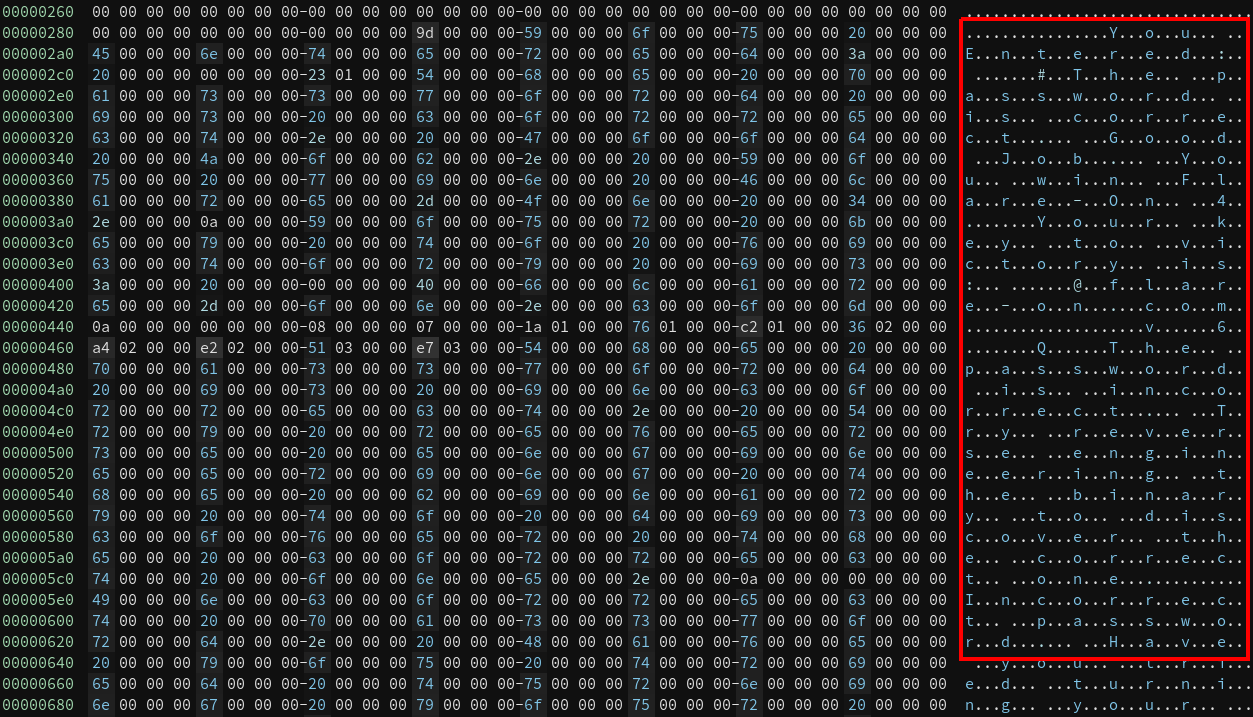 00000260 00 00 00 00 00 00 00 00-00 00 00 00 00 00 00 00-00 00 00 00 00 00 00 00-00 00 00 00 00 00 00 00 ................................
00000280 00 00 00 00 00 00 00 00-00 00 00 00 9d 00 00 00-59 00 00 00 6f 00 00 00-75 00 00 00 20 00 00 00 ................Y...o...u... ...
000002a0 45 00 00 00 6e 00 00 00-74 00 00 00 65 00 00 00-72 00 00 00 65 00 00 00-64 00 00 00 3a 00 00 00 E...n...t...e...r...e...d...:...
000002c0 20 00 00 00 00 00 00 00-23 01 00 00 54 00 00 00-68 00 00 00 65 00 00 00-20 00 00 00 70 00 00 00  .......#...T...h...e... ...p...
000002e0 61 00 00 00 73 00 00 00-73 00 00 00 77 00 00 00-6f 00 00 00 72 00 00 00-64 00 00 00 20 00 00 00 a...s...s...w...o...r...d... ...
00000300 69 00 00 00 73 00 00 00-20 00 00 00 63 00 00 00-6f 00 00 00 72 00 00 00-72 00 00 00 65 00 00 00 i...s... ...c...o...r...r...e...
00000320 63 00 00 00 74 00 00 00-2e 00 00 00 20 00 00 00-47 00 00 00 6f 00 00 00-6f 00 00 00 64 00 00 00 c...t....... ...G...o...o...d...
00000340 20 00 00 00 4a 00 00 00-6f 00 00 00 62 00 00 00-2e 00 00 00 20 00 00 00-59 00 00 00 6f 00 00 00  ...J...o...b....... ...Y...o...
00000360 75 00 00 00 20 00 00 00-77 00 00 00 69 00 00 00-6e 00 00 00 20 00 00 00-46 00 00 00 6c 00 00 00 u... ...w...i...n... ...F...l...
00000380 61 00 00 00 72 00 00 00-65 00 00 00 2d 00 00 00-4f 00 00 00 6e 00 00 00-20 00 00 00 34 00 00 00 a...r...e...-...O...n... ...4...
000003a0 2e 00 00 00 0a 00 00 00-59 00 00 00 6f 00 00 00-75 00 00 00 72 00 00 00-20 00 00 00 6b 00 00 00 ........Y...o...u...r... ...k...
000003c0 65 00 00 00 79 00 00 00-20 00 00 00 74 00 00 00-6f 00 00 00 20 00 00 00-76 00 00 00 69 00 00 00 e...y... ...t...o... ...v...i...
000003e0 63 00 00 00 74 00 00 00-6f 00 00 00 72 00 00 00-79 00 00 00 20 00 00 00-69 00 00 00 73 00 00 00 c...t...o...r...y... ...i...s...
00000400 3a 00 00 00 20 00 00 00-00 00 00 00 40 00 00 00-66 00 00 00 6c 00 00 00-61 00 00 00 72 00 00 00 :... .......@...f...l...a...r...
00000420 65 00 00 00 2d 00 00 00-6f 00 00 00 6e 00 00 00-2e 00 00 00 63 00 00 00-6f 00 00 00 6d 00 00 00 e...-...o...n.......c...o...m...
00000440 0a 00 00 00 00 00 00 00-08 00 00 00 07 00 00 00-1a 01 00 00 76 01 00 00-c2 01 00 00 36 02 00 00 ....................v.......6...
00000460 a4 02 00 00 e2 02 00 00-51 03 00 00 e7 03 00 00-54 00 00 00 68 00 00 00-65 00 00 00 20 00 00 00 ........Q.......T...h...e... ...
00000480 70 00 00 00 61 00 00 00-73 00 00 00 73 00 00 00-77 00 00 00 6f 00 00 00-72 00 00 00 64 00 00 00 p...a...s...s...w...o...r...d...
000004a0 20 00 00 00 69 00 00 00-73 00 00 00 20 00 00 00-69 00 00 00 6e 00 00 00-63 00 00 00 6f 00 00 00  ...i...s... ...i...n...c...o...
000004c0 72 00 00 00 72 00 00 00-65 00 00 00 63 00 00 00-74 00 00 00 2e 00 00 00-20 00 00 00 54 00 00 00 r...r...e...c...t....... ...T...
000004e0 72 00 00 00 79 00 00 00-20 00 00 00 72 00 00 00-65 00 00 00 76 00 00 00-65 00 00 00 72 00 00 00 r...y... ...r...e...v...e...r...
00000500 73 00 00 00 65 00 00 00-20 00 00 00 65 00 00 00-6e 00 00 00 67 00 00 00-69 00 00 00 6e 00 00 00 s...e... ...e...n...g...i...n...
00000520 65 00 00 00 65 00 00 00-72 00 00 00 69 00 00 00-6e 00 00 00 67 00 00 00-20 00 00 00 74 00 00 00 e...e...r...i...n...g... ...t...
00000540 68 00 00 00 65 00 00 00-20 00 00 00 62 00 00 00-69 00 00 00 6e 00 00 00-61 00 00 00 72 00 00 00 h...e... ...b...i...n...a...r...
00000560 79 00 00 00 20 00 00 00-74 00 00 00 6f 00 00 00-20 00 00 00 64 00 00 00-69 00 00 00 73 00 00 00 y... ...t...o... ...d...i...s...
00000580 63 00 00 00 6f 00 00 00-76 00 00 00 65 00 00 00-72 00 00 00 20 00 00 00-74 00 00 00 68 00 00 00 c...o...v...e...r... ...t...h...
000005a0 65 00 00 00 20 00 00 00-63 00 00 00 6f 00 00 00-72 00 00 00 72 00 00 00-65 00 00 00 63 00 00 00 e... ...c...o...r...r...e...c...
000005c0 74 00 00 00 20 00 00 00-6f 00 00 00 6e 00 00 00-65 00 00 00 2e 00 00 00-0a 00 00 00 00 00 00 00 t... ...o...n...e...............
000005e0 49 00 00 00 6e 00 00 00-63 00 00 00 6f 00 00 00-72 00 00 00 72 00 00 00-65 00 00 00 63 00 00 00 I...n...c...o...r...r...e...c...
00000600 74 00 00 00 20 00 00 00-70 00 00 00 61 00 00 00-73 00 00 00 73 00 00 00-77 00 00 00 6f 00 00 00 t... ...p...a...s...s...w...o...
00000620 72 00 00 00 64 00 00 00-2e 00 00 00 20 00 00 00-48 00 00 00 61 00 00 00-76 00 00 00 65 00 00 00 r...d....... ...H...a...v...e...
00000640 20 00 00 00 79 00 00 00-6f 00 00 00 75 00 00 00-20 00 00 00 74 00 00 00-72 00 00 00 69 00 00 00  ...y...o...u... ...t...r...i...
00000660 65 00 00 00 64 00 00 00-20 00 00 00 74 00 00 00-75 00 00 00 72 00 00 00-6e 00 00 00 69 00 00 00 e...d... ...t...u...r...n...i...
00000680 6e 00 00 00 67 00 00 00-20 00 00 00 79 00 00 00-6f 00 00 00 75 00 00 00-72 00 00 00 20 00 00 00 n...g... ...y...o...u...r... ...